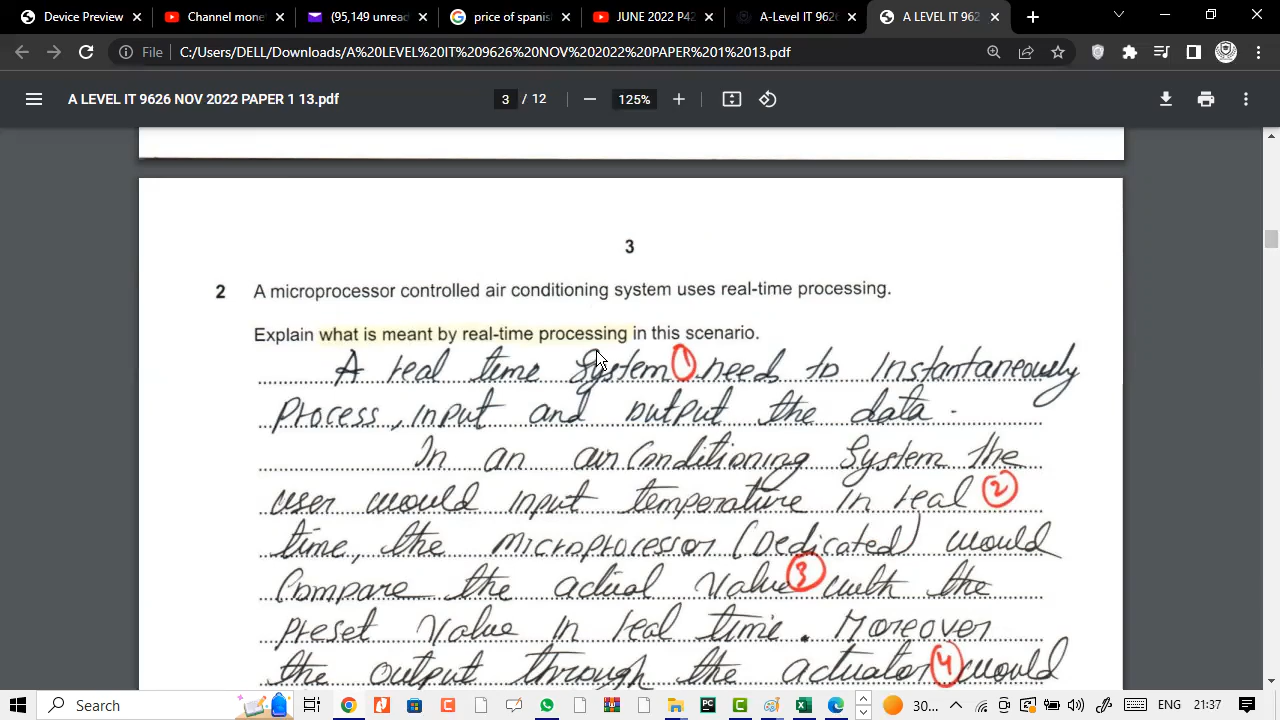 Device Preview
Channel mone
(95,149 unread
price of spanis
JUNE 2022 P42
A-Level IT 9626
A LEVEL IT 962
File C:/Users/DELL/Downloads/A%20LEVEL%20IT%209626%20NOV%202022%20PAPER%201%2013.pdf
A LEVEL IT 9626 NOV 2022 PAPER 1 13.pdf 3 / 12 125%
3
2 A microprocessor controlled air conditioning system uses real-time processing.
Explain what is meant by real-time processing in this scenario.
A real time system ① need to instantaneously
process, input and output the data.
In an air conditioning system the
user would input temperature in real ②
time, the microprocessor (Dedicated) would
Compare the actual value ③ with the
preset value in real time. Moreover
the output through the actuator ④ would
Search 30... ENG 21:37